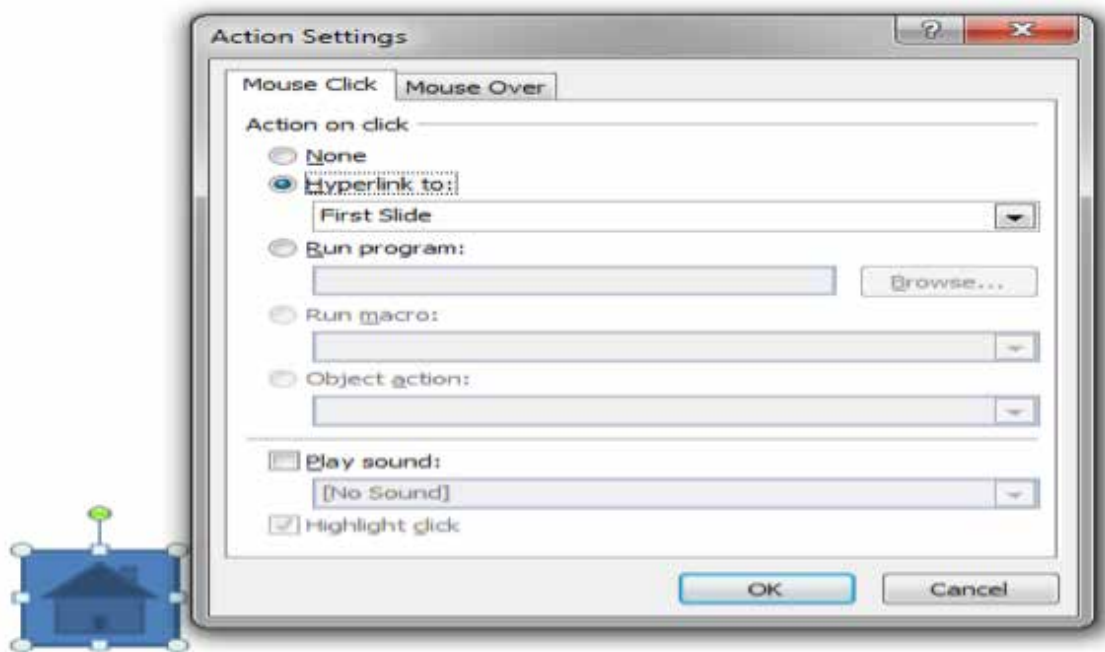 Action Settings
Mouse Click Mouse Over
Action on click
None
Hyperlink to:
First Slide
Run program:
Browse...
Run macro:
Object action:
Play sound:
[No Sound]
Highlight click
OK Cancel